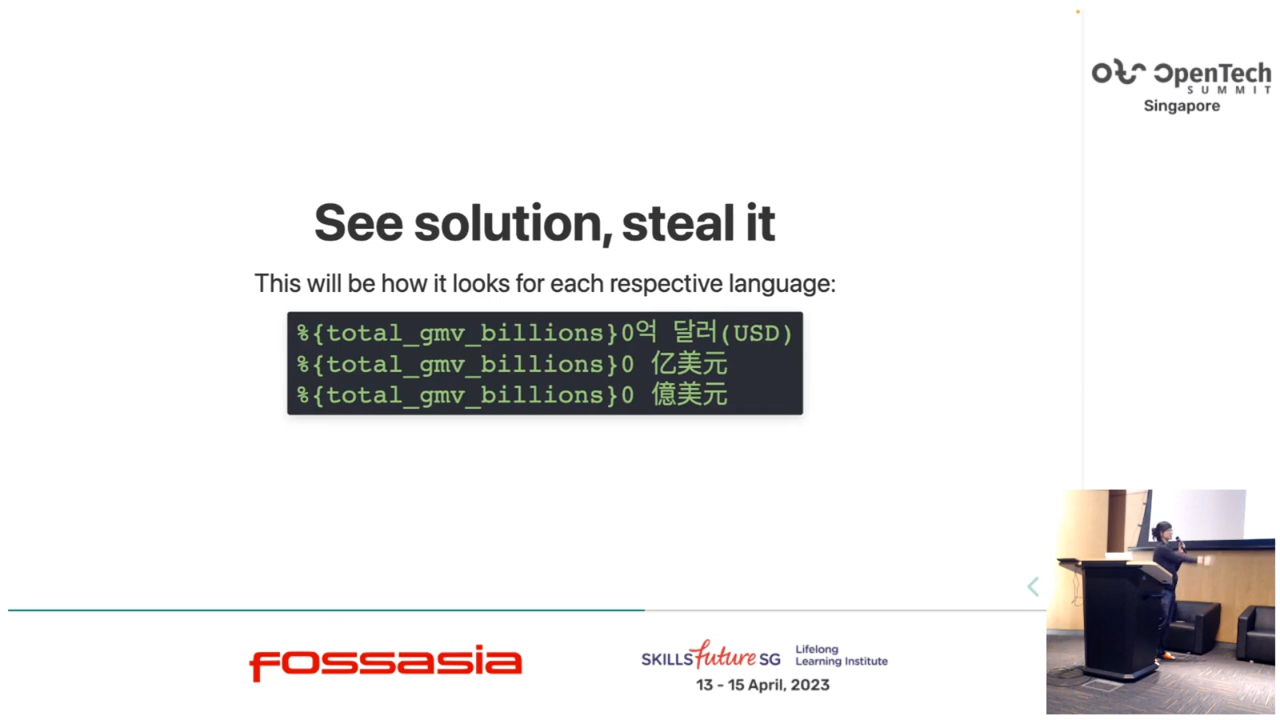 OpenTech
SUMMIT
Singapore
See solution, steal it
This will be how it looks for each respective language:
%{total_gmv_billions}0억 달러(USD)
%{total_gmv_billions}0 亿美元
%{total_gmv_billions}0 億美元
fossasia
SKILLSfuture SG
Lifelong
Learning Institute
13 - 15 April, 2023